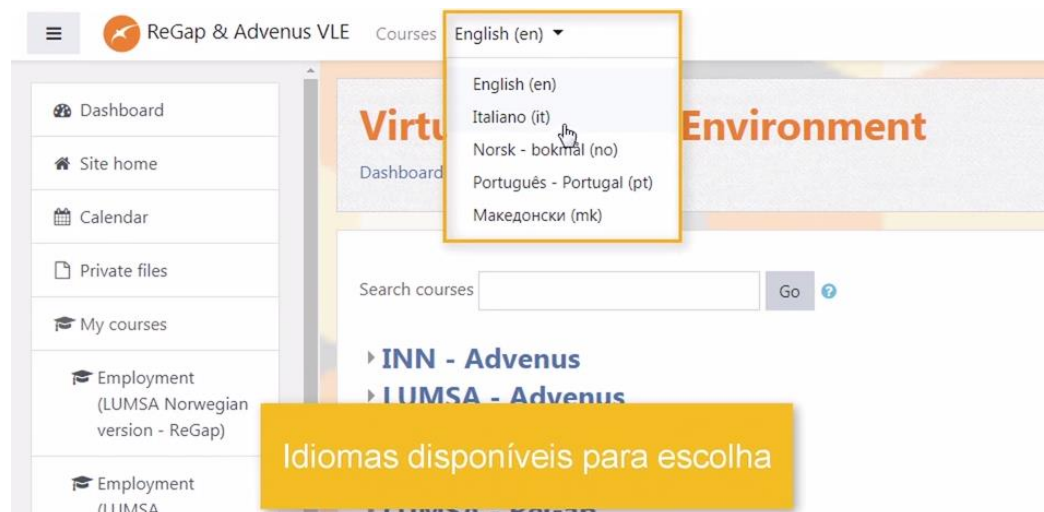 ReGap & Advenus VLE Courses English (en)
English (en)
Italiano (it)
Norsk - bokmål (no)
Português - Portugal (pt)
Македонски (mk)
Dashboard
Site home
Calendar
Private files
My courses
Employment
(LUMSA Norwegian
version - ReGap)
Employment
(LUMSA
Environment
Dashboard
Search courses
Go
?
INN - Advenus
LUMSA - Advenus
Idiomas disponíveis para escolha